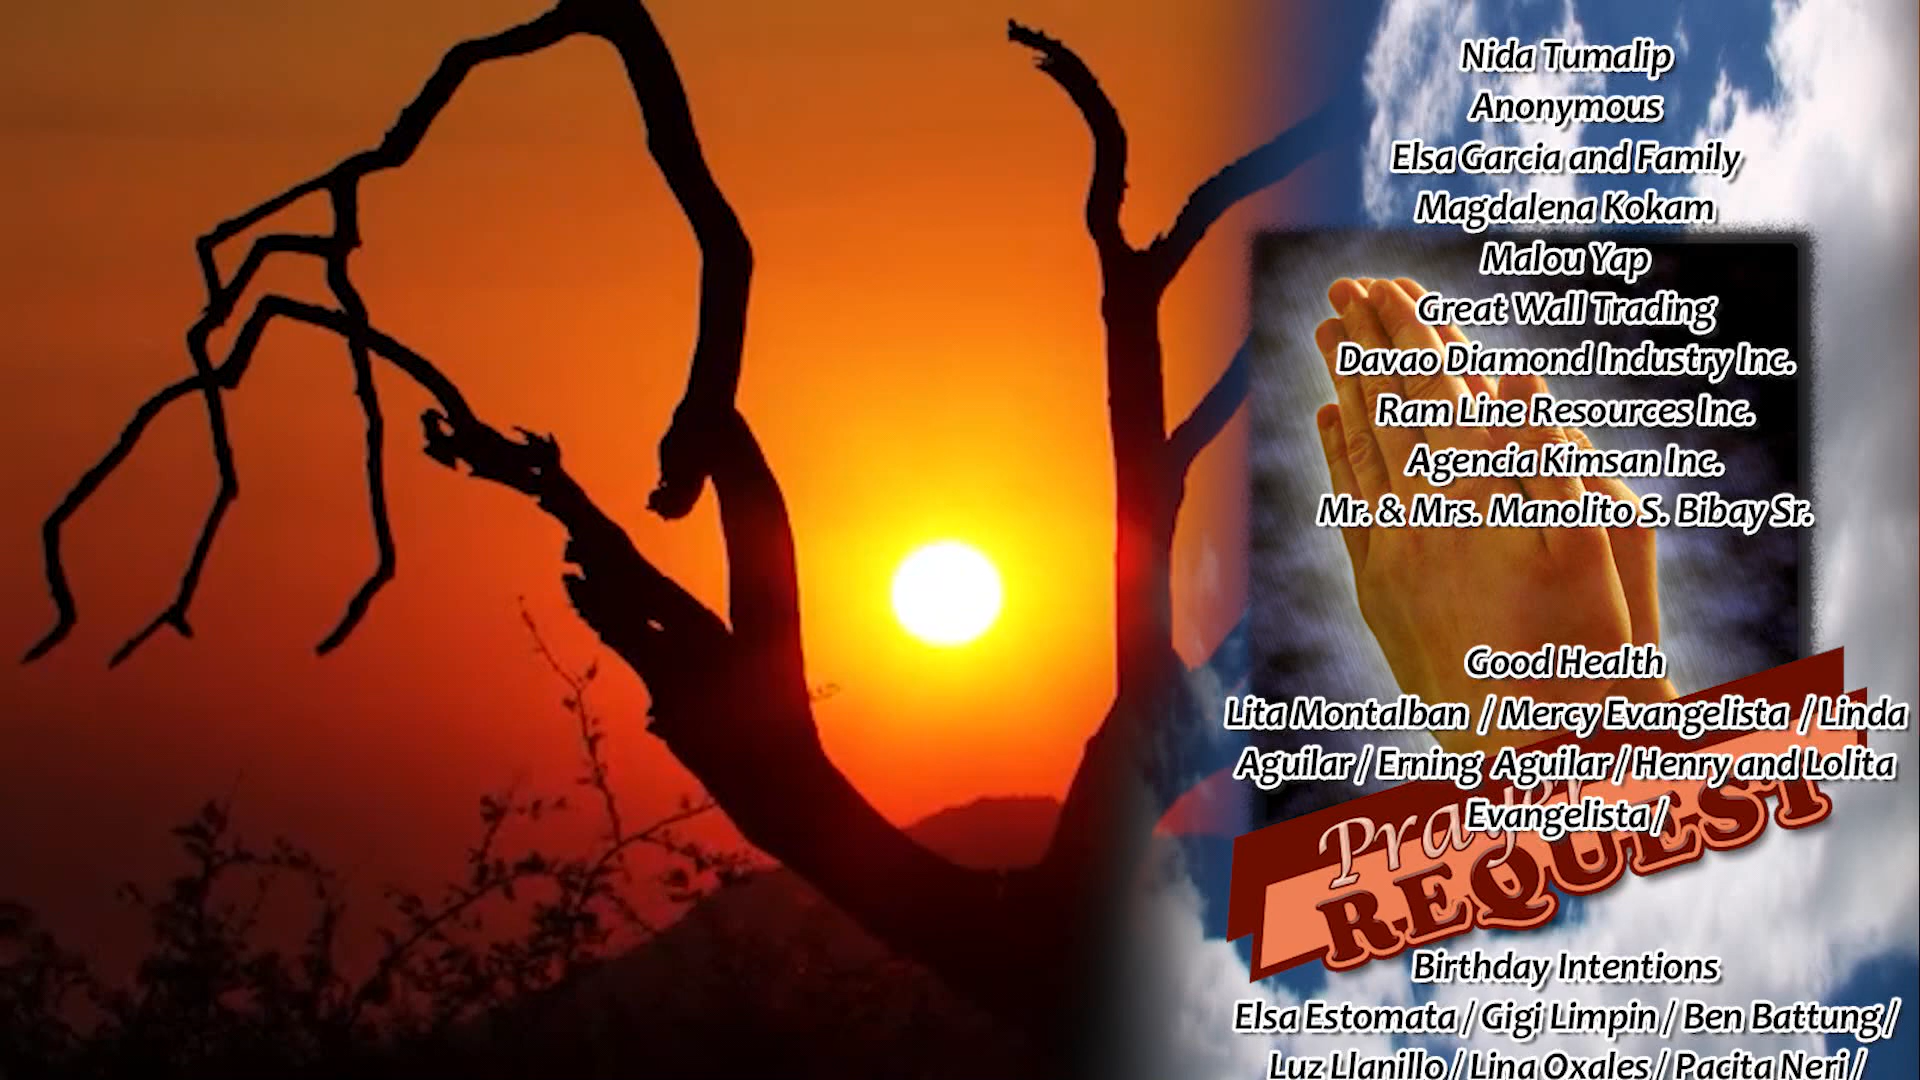 Nida Tumalip
Anonymous
Elsa Garcia and Family
Magdalena Kokam
Malou Yap
Great Wall Trading
Davao Diamond Industry Inc.
Ram Line Resources Inc.
Agencia Kimsan Inc.
Mr. & Mrs. Manolito S. Bibay Sr.
Good Health
Lita Montalban / Mercy Evangelista / Linda
Aguilar / Erning Aguilar / Henry and Lolita
Evangelista /
Prayer
REQUEST
Birthday Intentions
Elsa Estomata / Gigi Limpin / Ben Battung /
Luz Llanillo / Lina Oxales / Pacita Neri /